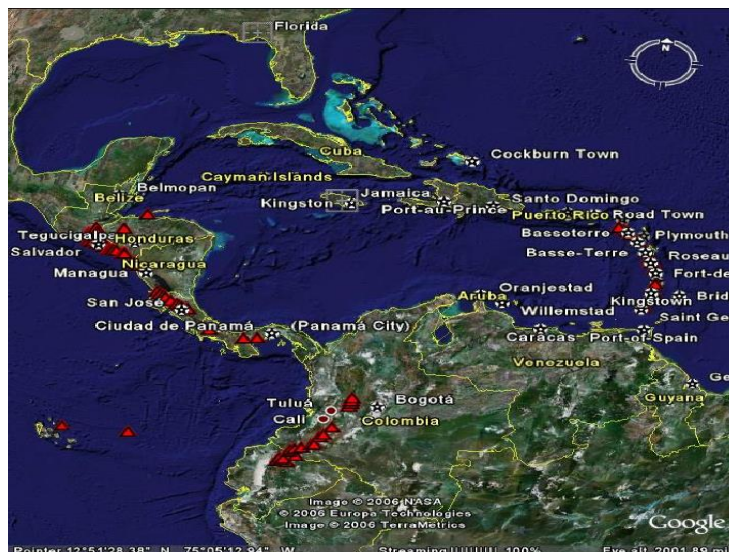 Florida
N
Cuba
Cockburn Town
Cayman Islands
Belmopan
Belize
Jamaica
Kingston
Port-au-Prince
Santo Domingo
Puerto Rico
Road Town
Tegucigalpa
Honduras
Basseterre
Plymouth
Salvador
Basse-Terre
Roseau
Nicaragua
Managua
Fort-de
Aruba
Oranjestad
San José
Willemstad
Kingstown
Brid
Saint Ge
Ciudad de Panamá
(Panamá City)
Caracas
Port-of-Spain
Venezuela
Ge
Guyana
Tuluá
Bogotá
Cali
Colombia
Image © 2006 NASA
© 2006 Europa Technologies
Image © 2006 TerraMetrics
Google
Pointer 12°51'28.38" N 75°05'12.94" W Streaming 100% Eye alt 2001.89 mi